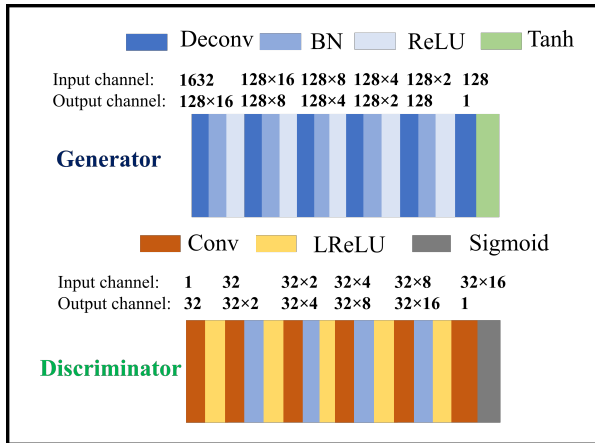 Deconv BN ReLU Tanh
Input channel: 1632 128×16 128×8 128×4 128×2 128
Output channel: 128×16 128×8 128×4 128×2 128 1
Generator
Conv LReLU Sigmoid
Input channel: 1 32 32×2 32×4 32×8 32×16
Output channel: 32 32×2 32×4 32×8 32×16 1
Discriminator